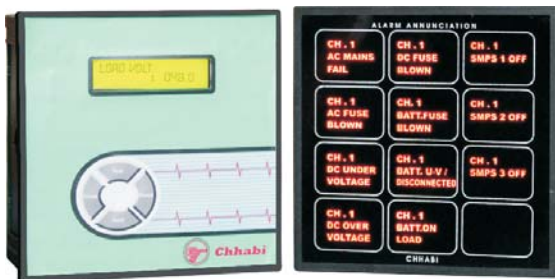 LOAD VOLT
: 043.0
Chhabi
ALARM ANNUNCIATION
CH . 1
AC MAINS
FAIL
CH . 1
DC FUSE
BLOWN
CH . 1
SMPS 1 OFF
CH . 1
AC FUSE
BLOWN
CH . 1
BATT.FUSE
BLOWN
CH . 1
SMPS 2 OFF
CH . 1
DC UNDER
VOLTAGE
CH . 1
BATT. U-V /
DISCONNECTED
CH . 1
SMPS 3 OFF
CH . 1
DC OVER
VOLTAGE
CH . 1
BATT.ON
LOAD
CHHABI